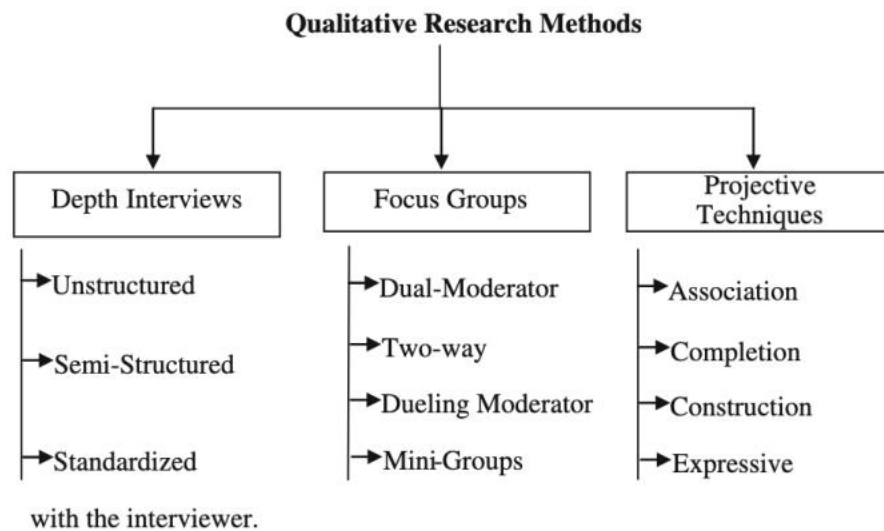 Qualitative Research Methods
Depth Interviews
Unstructured
Semi-Structured
Standardized
Focus Groups
Dual-Moderator
Two-way
Dueling Moderator
Mini-Groups
Projective
Techniques
Association
Completion
Construction
Expressive
with the interviewer.